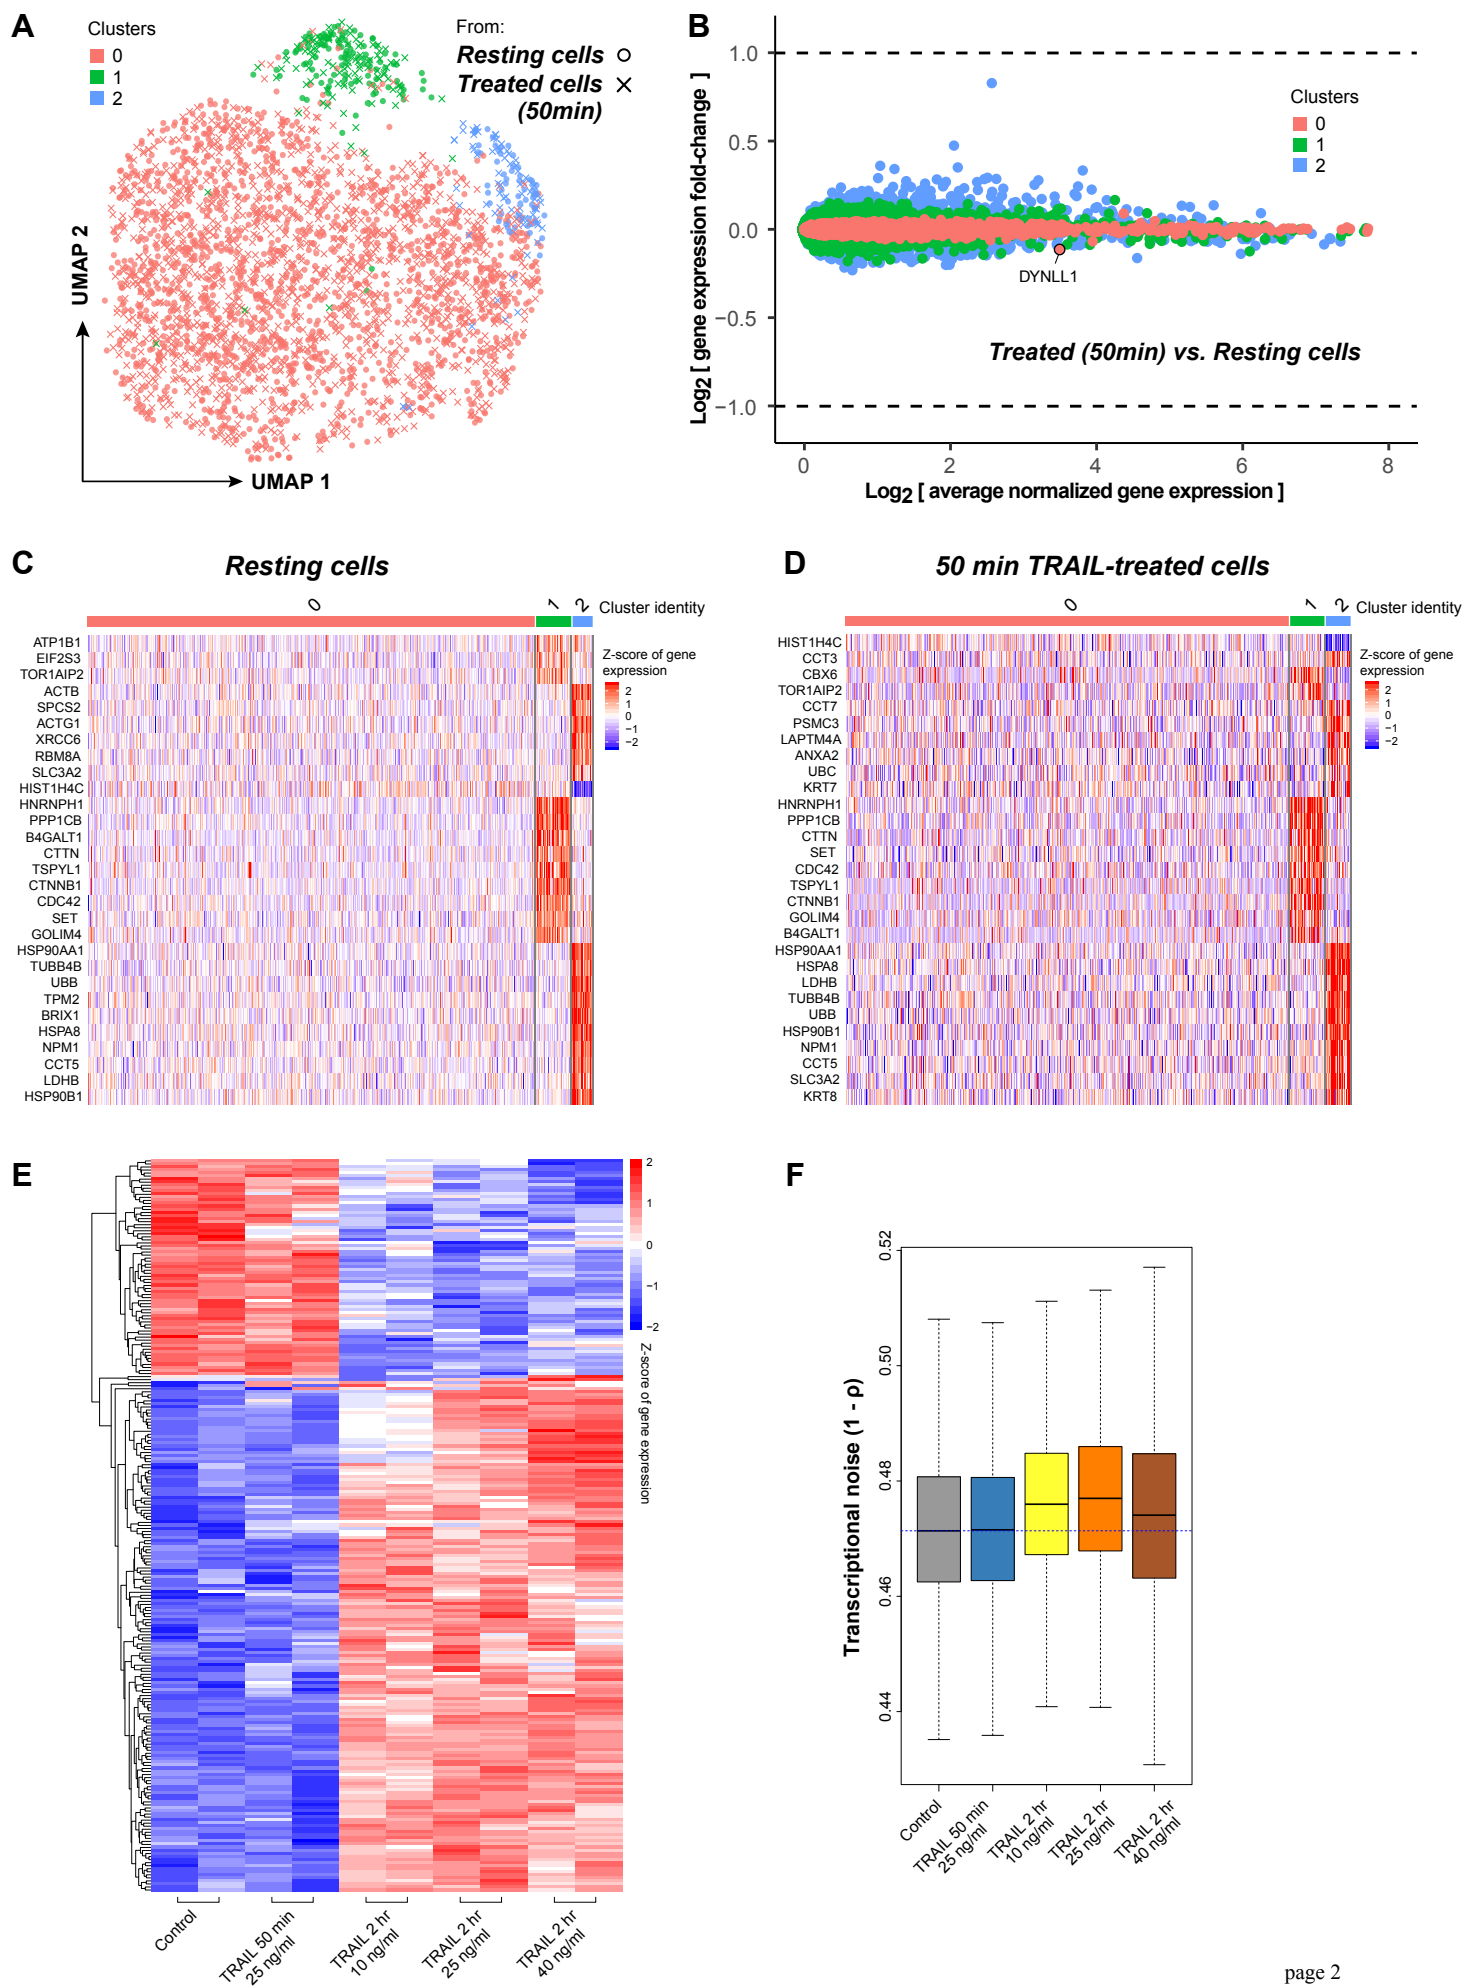 A
Clusters
0
1
2
From:
Resting cells
Treated cells
(50min)
UMAP 2
UMAP 1
B
Log2 [ gene expression fold-change ]
1.0
0.5
0.0
−0.5
−1.0
Clusters
0
1
2
DYNLL1
Treated (50min) vs. Resting cells
0 2 4 6 8
Log2 [ average normalized gene expression ]
C
Resting cells
0 1 2 Cluster identity
ATP1B1
EIF2S3
TOR1AIP2
ACTB
SPCS2
ACTG1
XRCC6
RBM8A
SLC3A2
HIST1H4C
HNRNPH1
PPP1CB
B4GALT1
CTTN
TSPYL1
CTNNB1
CDC42
SET
GOLIM4
HSP90AA1
TUBB4B
UBB
TPM2
BRIX1
HSPA8
NPM1
CCT5
LDHB
HSP90B1
Z-score of gene
expression
2
1
0
−1
−2
D
50 min TRAIL-treated cells
0 1 2 Cluster identity
HIST1H4C
CCT3
CBX6
TOR1AIP2
CCT7
PSMC3
LAPTM4A
ANXA2
UBC
KRT7
HNRNPH1
PPP1CB
CTTN
SET
CDC42
TSPYL1
CTNNB1
GOLIM4
B4GALT1
HSP90AA1
HSPA8
LDHB
TUBB4B
UBB
HSP90B1
NPM1
CCT5
SLC3A2
KRT8
Z-score of gene
expression
2
1
0
−1
−2
E
2
1
0
−1
−2
Z-score of gene expression
Control
TRAIL 50 min
25 ng/ml
TRAIL 2 hr
10 ng/ml
TRAIL 2 hr
25 ng/ml
TRAIL 2 hr
40 ng/ml
F
Transcriptional noise (1 - ρ)
0.52
0.50
0.48
0.46
0.44
Control
TRAIL 50 min
25 ng/ml
TRAIL 2 hr
10 ng/ml
TRAIL 2 hr
25 ng/ml
TRAIL 2 hr
40 ng/ml
page 2